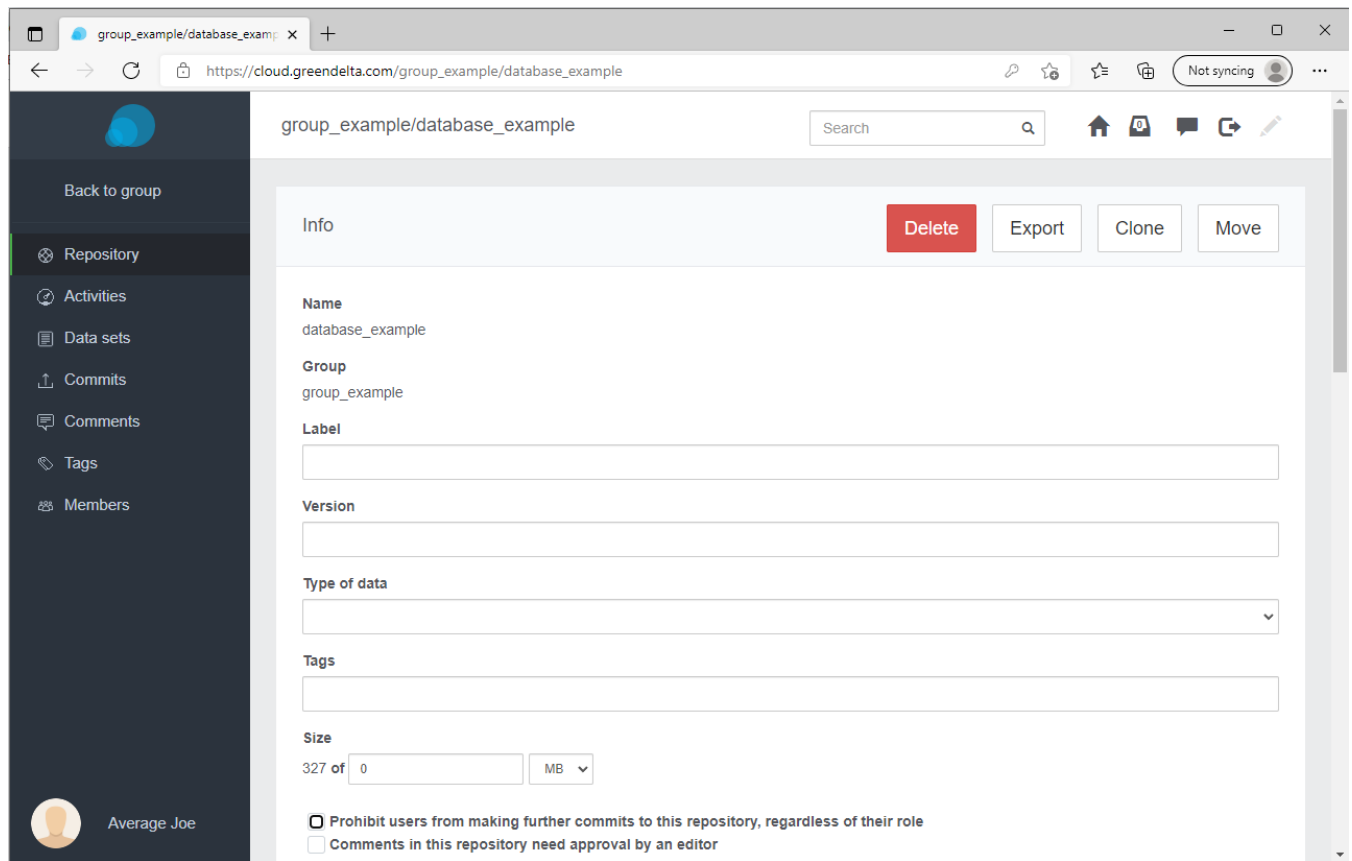 group_example/database_examp
https://cloud.greendelta.com/group_example/database_example
Not syncing
group_example/database_example
Search
0
Back to group
Repository
Activities
Data sets
Commits
Comments
Tags
Members
Average Joe
Info
Delete Export Clone Move
Name
database_example
Group
group_example
Label
Version
Type of data
Tags
Size
327 of 0 MB
Prohibit users from making further commits to this repository, regardless of their role
Comments in this repository need approval by an editor